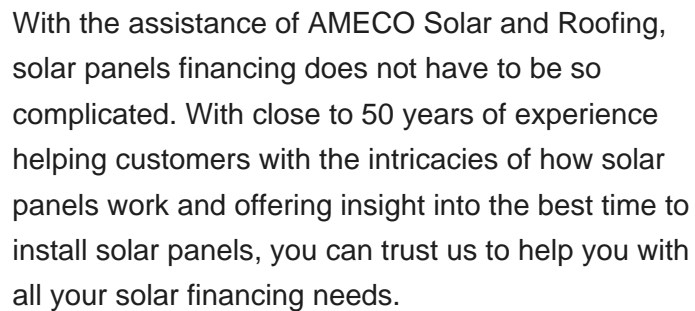 With the assistance of AMECO Solar and Roofing,
solar panels financing does not have to be so
complicated. With close to 50 years of experience
helping customers with the intricacies of how solar
panels work and offering insight into the best time to
install solar panels, you can trust us to help you with
all your solar financing needs.